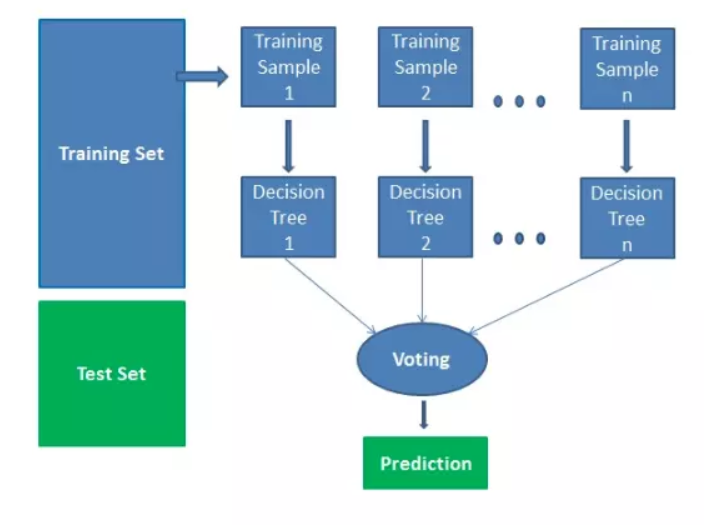 Training Set
Training
Sample
1
Training
Sample
2
Training
Sample
n
Decision
Tree
1
Decision
Tree
2
Decision
Tree
n
Test Set
Voting
Prediction